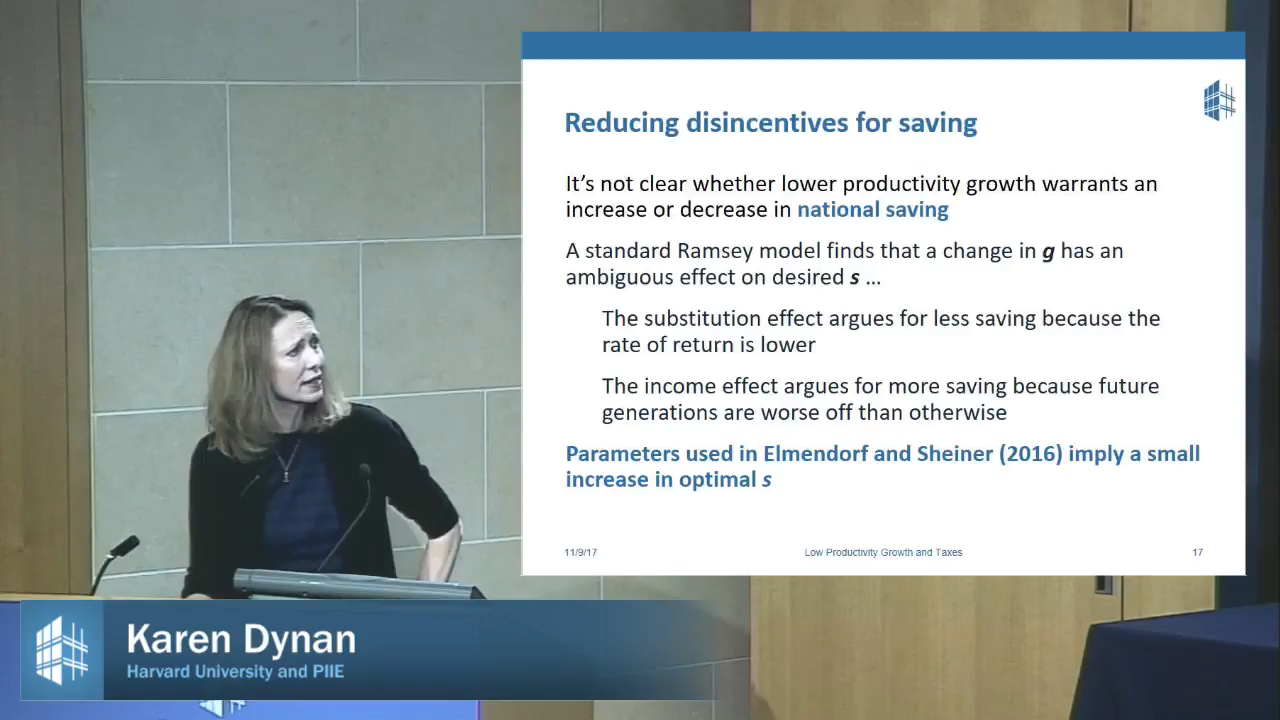 Reducing disincentives for saving
It's not clear whether lower productivity growth warrants an
increase or decrease in national saving
A standard Ramsey model finds that a change in g has an
ambiguous effect on desired s ...
The substitution effect argues for less saving because the
rate of return is lower
The income effect argues for more saving because future
generations are worse off than otherwise
Parameters used in Elmendorf and Sheiner (2016) imply a small
increase in optimal s
11/9/17
Low Productivity Growth and Taxes
17
Karen Dynan
Harvard University and PIIE